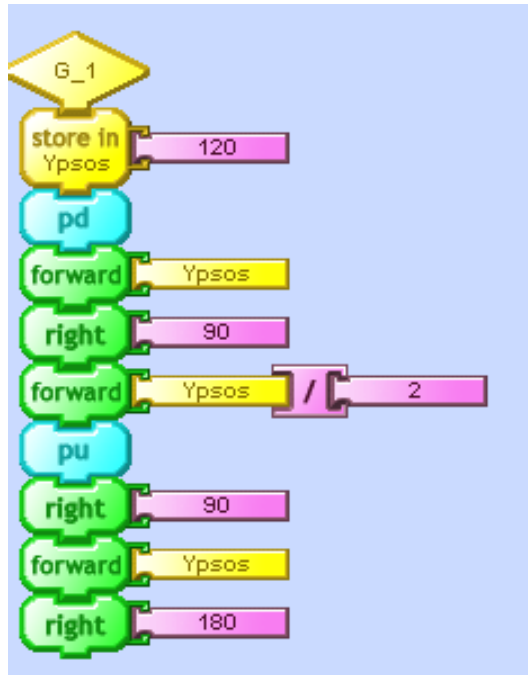 G_1
store in 120
Ypsos
pd
forward Ypsos
right 90
forward Ypsos / 2
pu
right 90
forward Ypsos
right 180